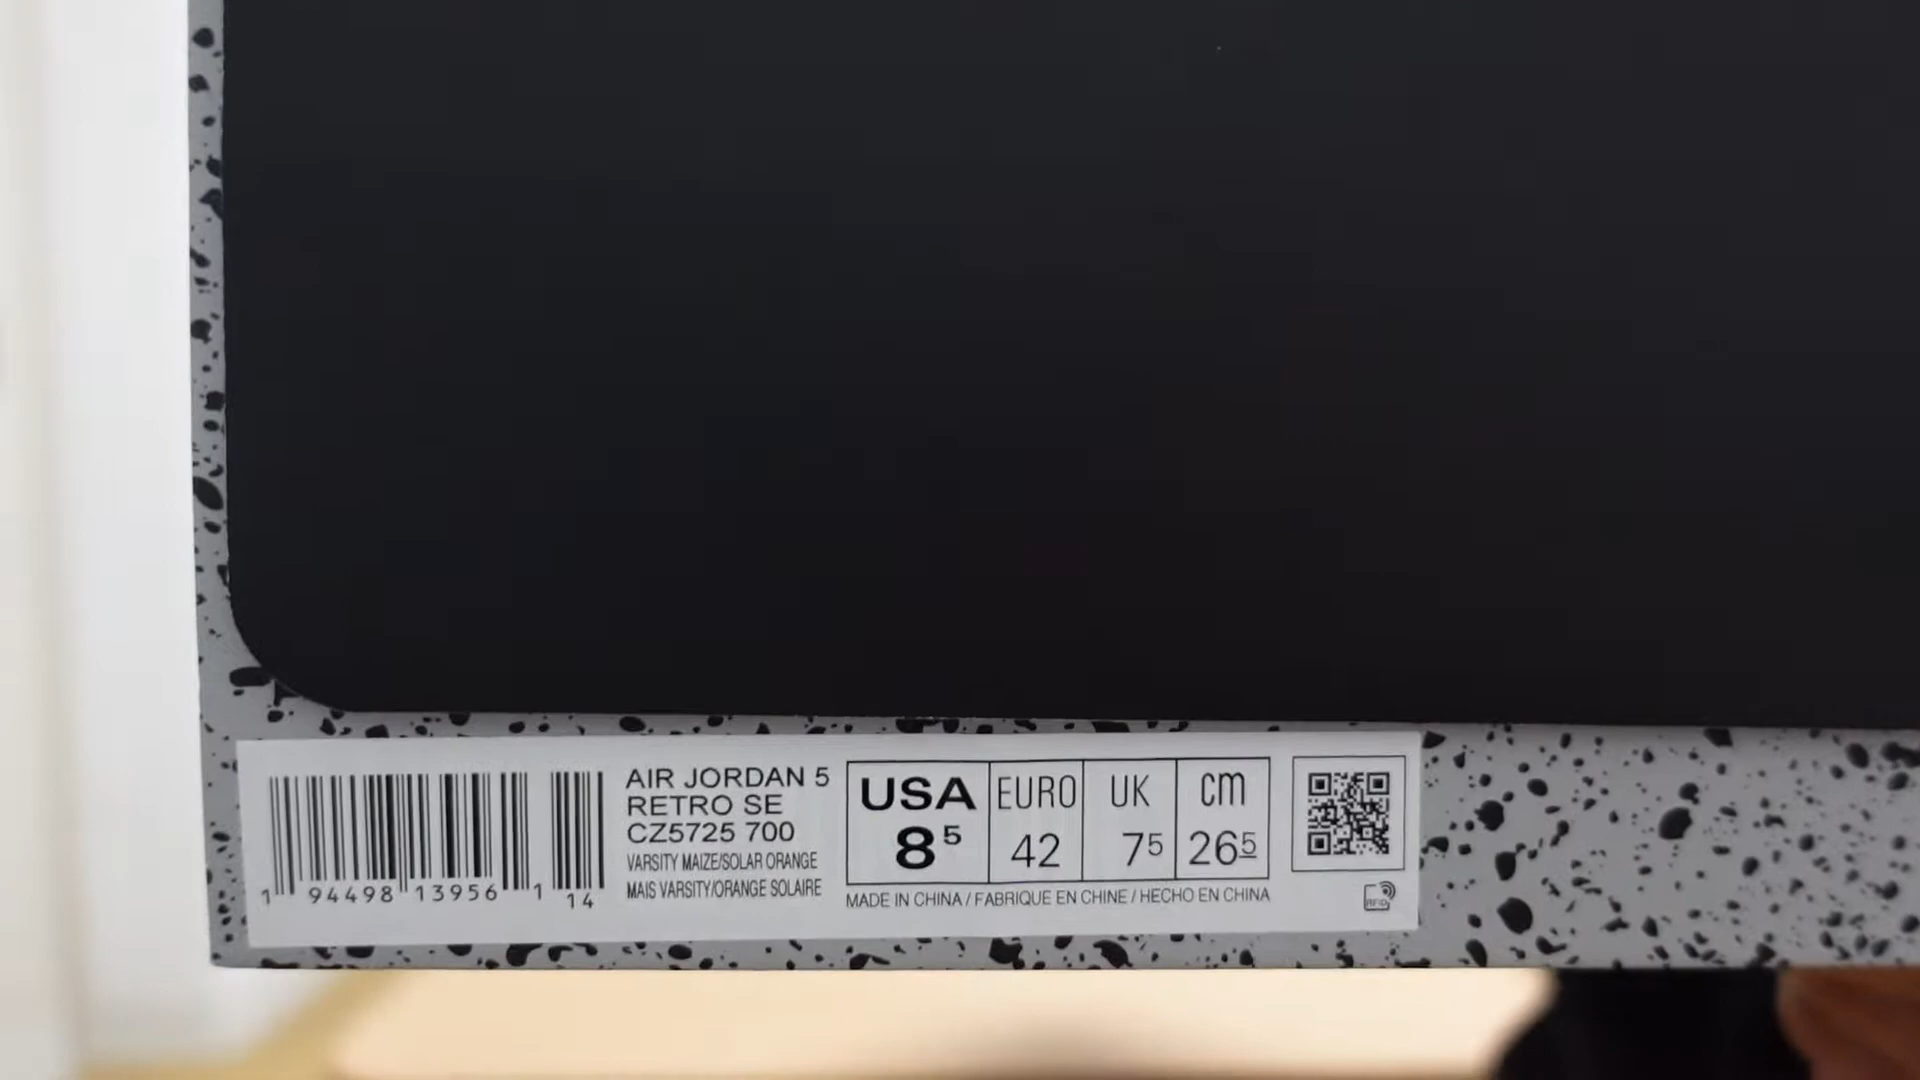 AIR JORDAN 5
RETRO SE
CZ5725 700
VARSITY MAIZE/SOLAR ORANGE
MAIS VARSITY/ORANGE SOLAIRE
1 94498 13956 1 14
USA EURO UK cm
8 5 42 7 5 26 5
MADE IN CHINA / FABRIQUE EN CHINE / HECHO EN CHINA
RFID